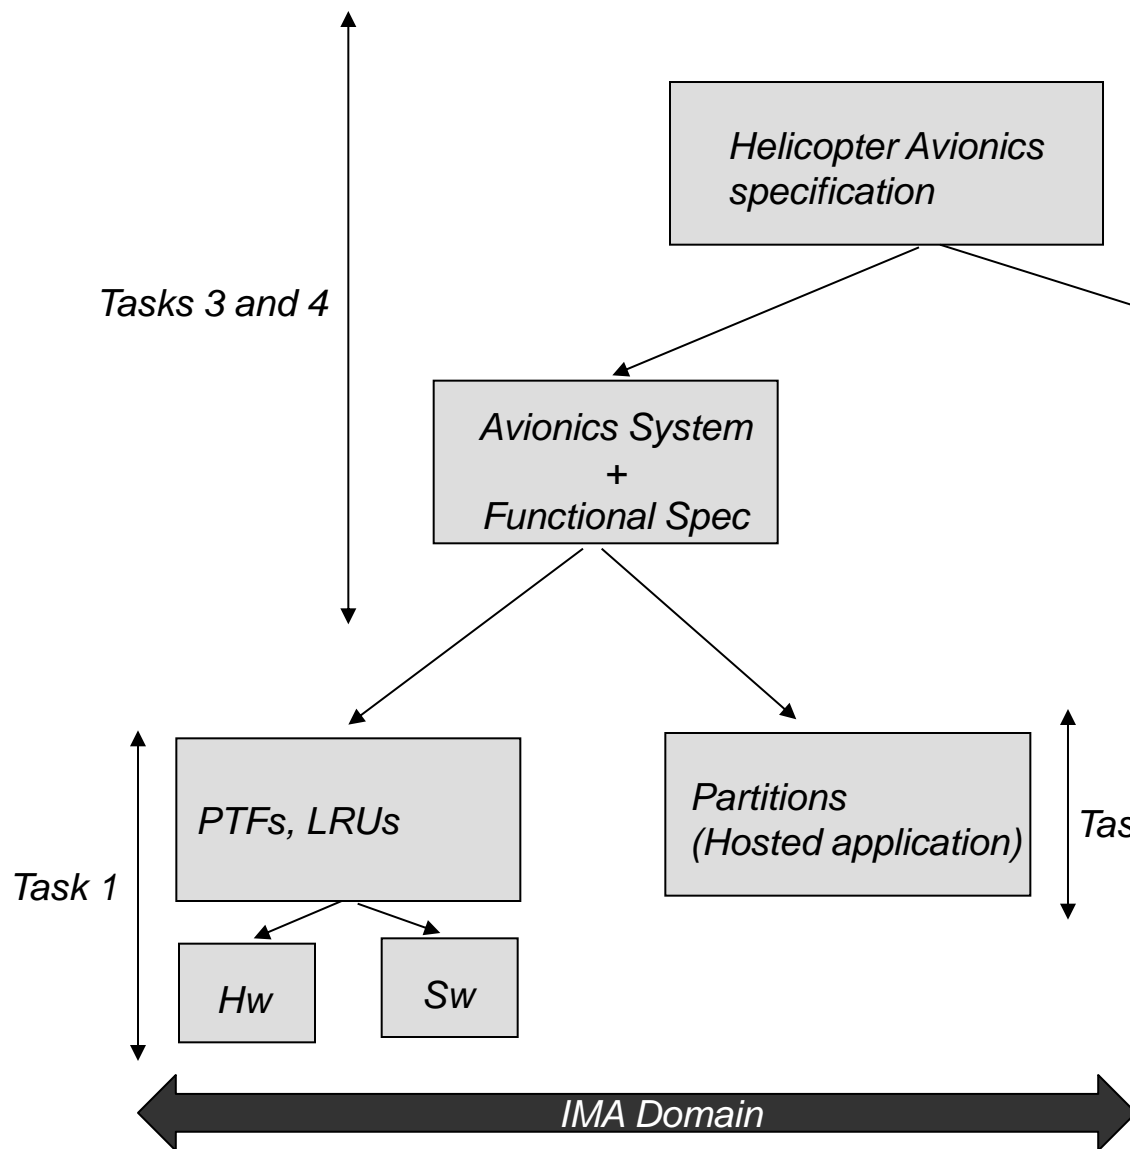 Helicopter Avionics
specification
Tasks 3 and 4
Avionics System
+
Functional Spec
PTFs, LRUs
Partitions
(Hosted application)
Task 1
Hw
Sw
IMA Domain